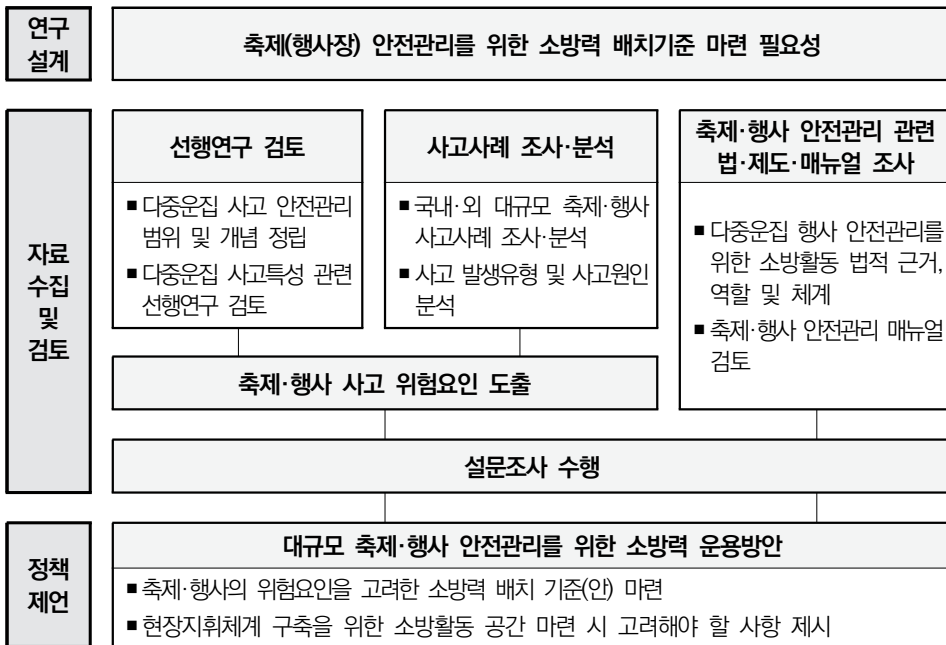 연구
설계
축제(행사장) 안전관리를 위한 소방력 배치기준 마련 필요성
자료
수집
및
검토
선행연구 검토
■ 다중운집 사고 안전관리
범위 및 개념 정립
■ 다중운집 사고특성 관련
선행연구 검토
사고사례 조사·분석
■ 국내·외 대규모 축제·행사
사고사례 조사·분석
■ 사고 발생유형 및 사고원인
분석
축제·행사 안전관리 관련
법·제도·매뉴얼 조사
■ 다중운집 행사 안전관리를
위한 소방활동 법적 근거,
역할 및 체계
■ 축제·행사 안전관리 매뉴얼
검토
축제·행사 사고 위험요인 도출
설문조사 수행
정책
제언
대규모 축제·행사 안전관리를 위한 소방력 운용방안
■ 축제·행사의 위험요인을 고려한 소방력 배치 기준(안) 마련
■ 현장지휘체계 구축을 위한 소방활동 공간 마련 시 고려해야 할 사항 제시